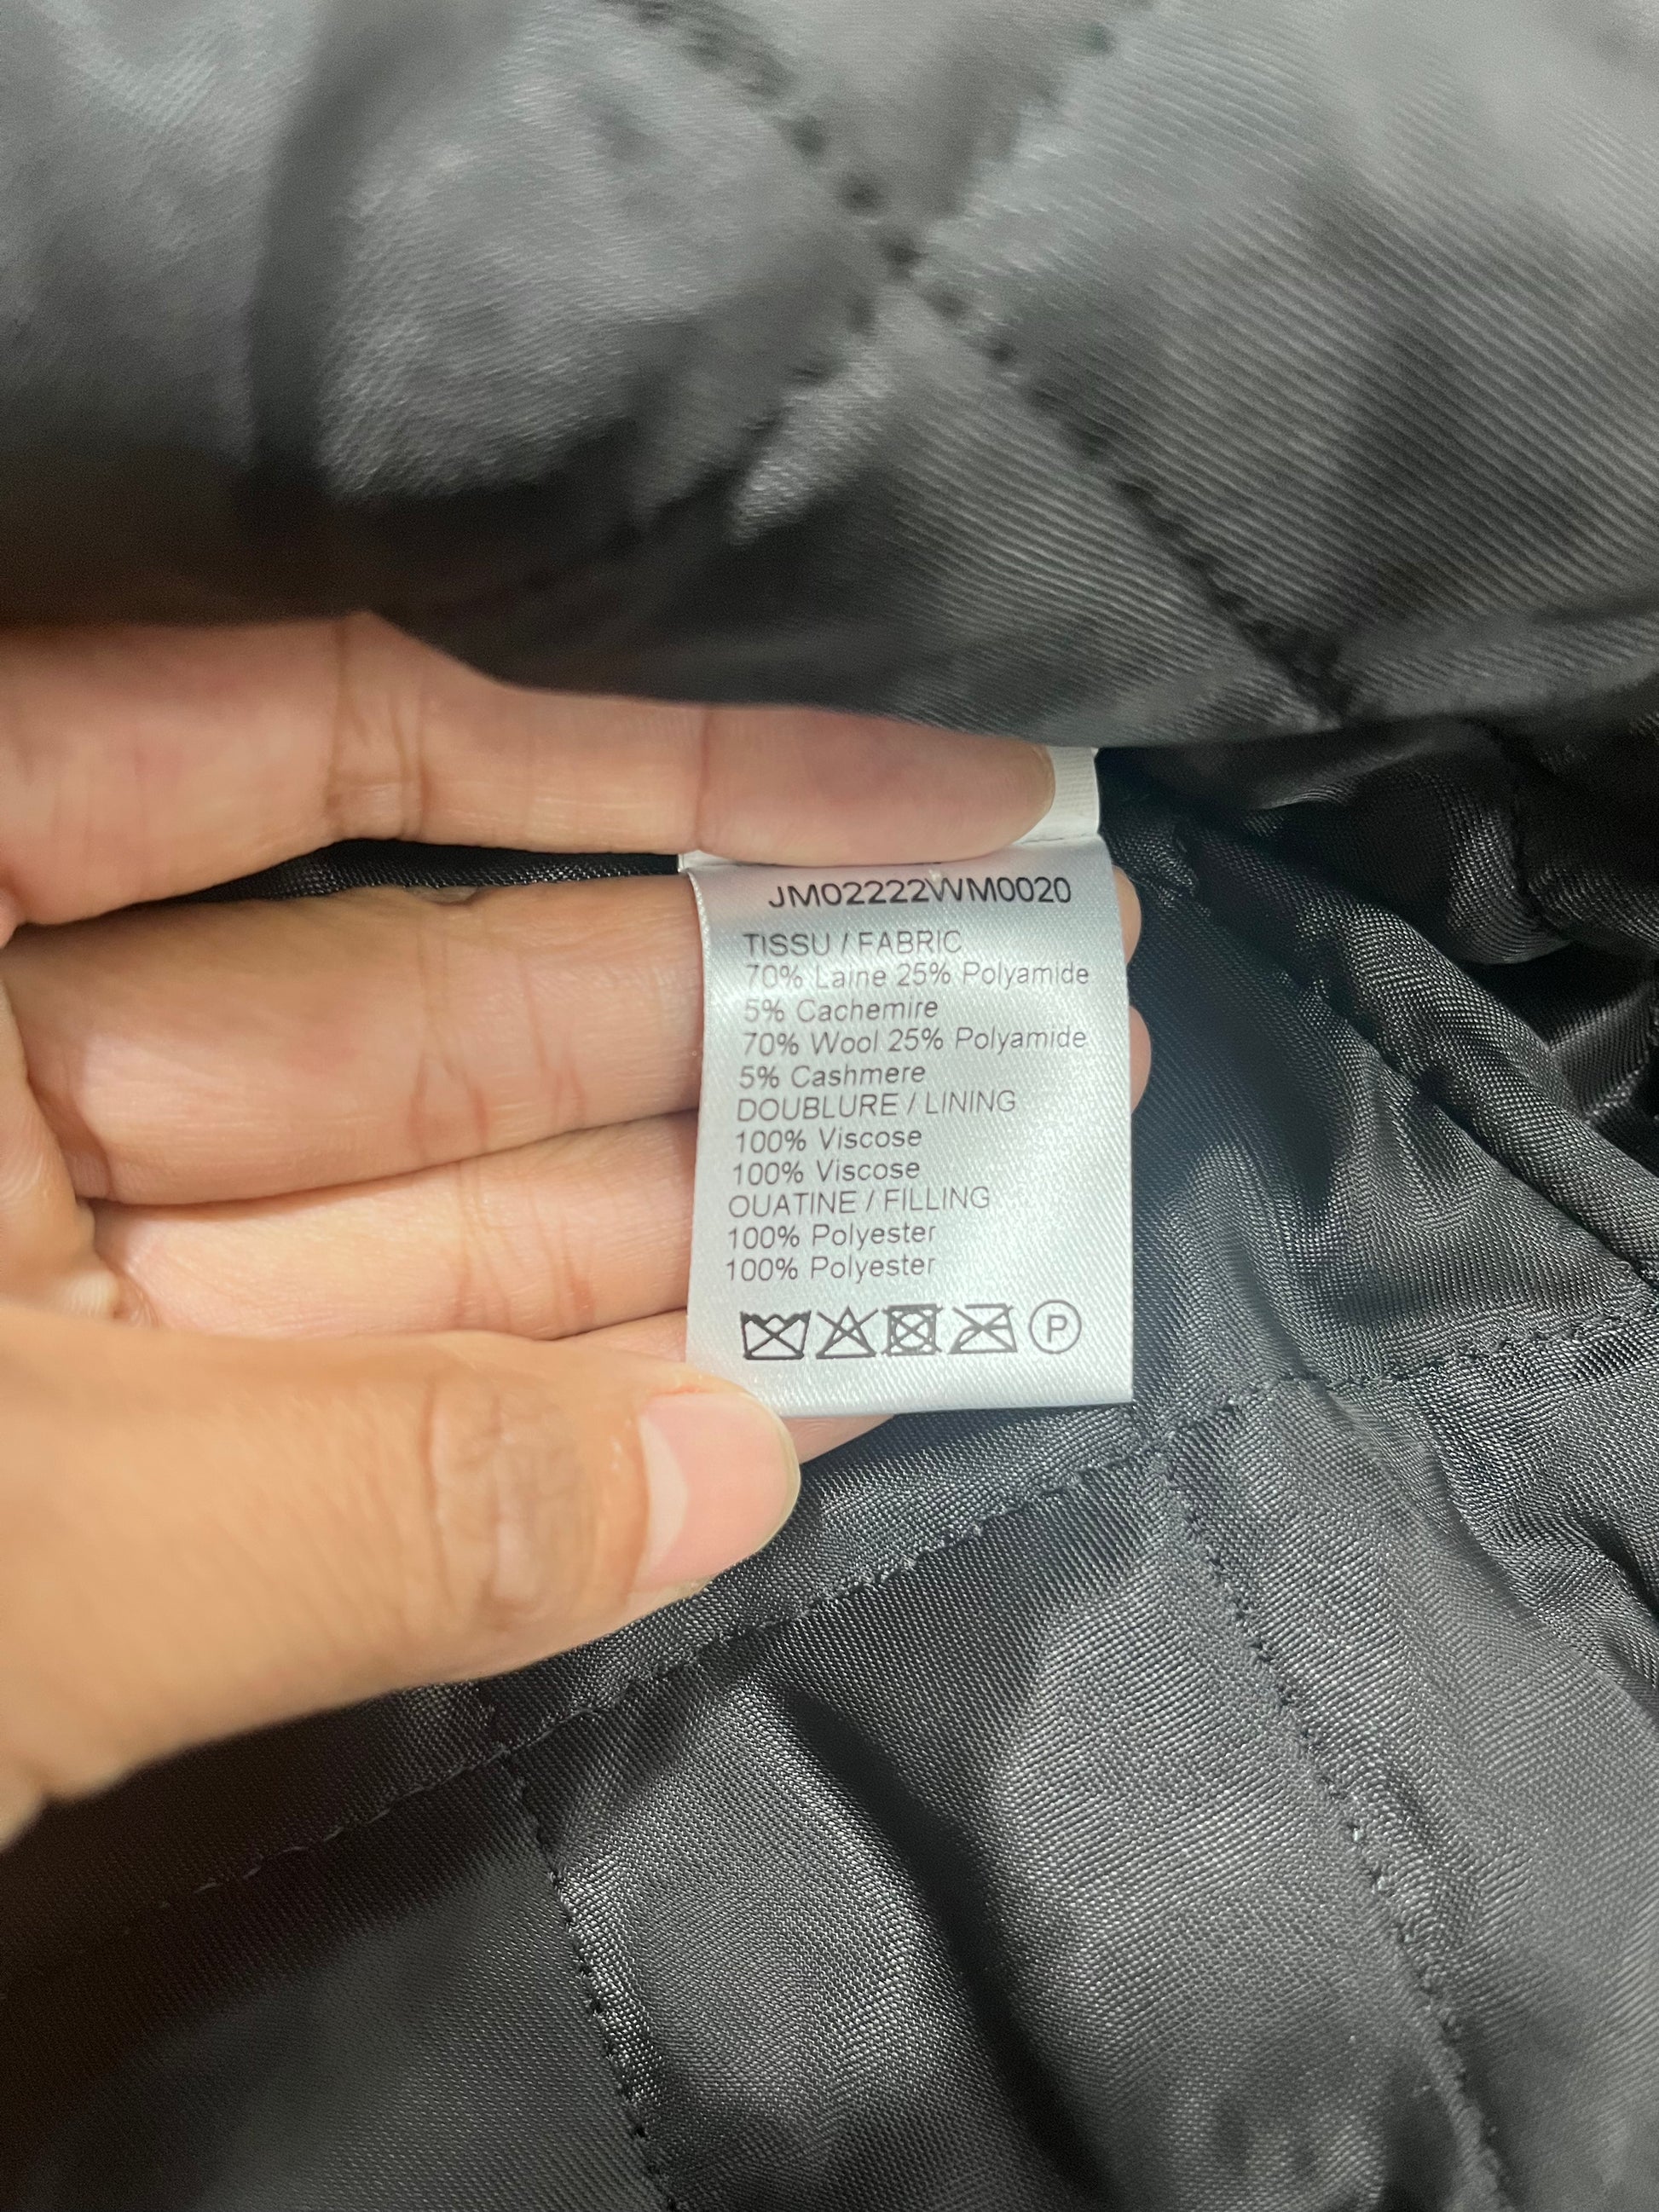 JM02222WM0020
TISSU / FABRIC
70% Laine 25% Polyamide
5% Cachemire
70% Wool 25% Polyamide
5% Cashmere
DOUBLURE / LINING
100% Viscose
100% Viscose
OUATINE / FILLING
100% Polyester
100% Polyester
P